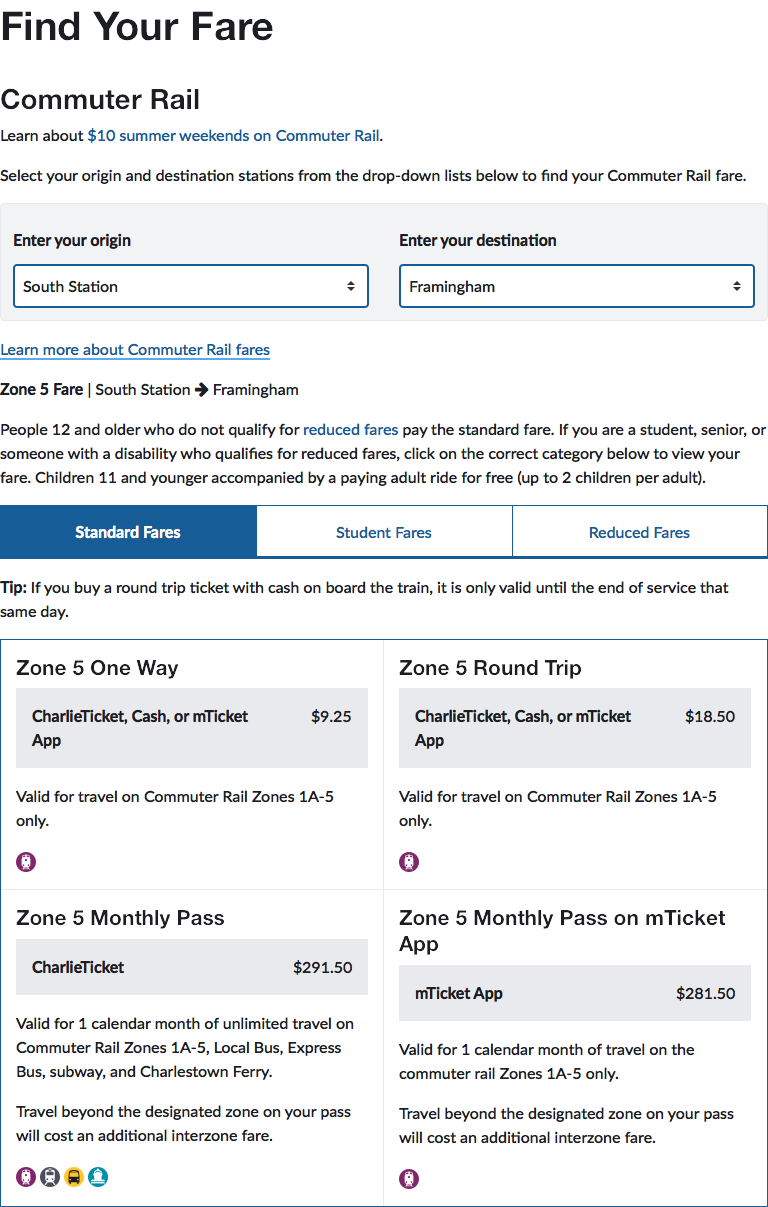 Find Your Fare
Commuter Rail
Learn about $10 summer weekends on Commuter Rail.
Select your origin and destination stations from the drop-down lists below to find your Commuter Rail fare.
Enter your origin
South Station
Enter your destination
Framingham
Learn more about Commuter Rail fares
Zone 5 Fare | South Station → Framingham
People 12 and older who do not qualify for reduced fares pay the standard fare. If you are a student, senior, or
someone with a disability who qualifies for reduced fares, click on the correct category below to view your
fare. Children 11 and younger accompanied by a paying adult ride for free (up to 2 children per adult).
Standard Fares
Student Fares
Reduced Fares
Tip: If you buy a round trip ticket with cash on board the train, it is only valid until the end of service that
same day.
Zone 5 One Way
CharlieTicket, Cash, or mTicket
App
$9.25
Valid for travel on Commuter Rail Zones 1A-5
only.
Zone 5 Round Trip
CharlieTicket, Cash, or mTicket
App
$18.50
Valid for travel on Commuter Rail Zones 1A-5
only.
Zone 5 Monthly Pass
CharlieTicket
$291.50
Valid for 1 calendar month of unlimited travel on
Commuter Rail Zones 1A-5, Local Bus, Express
Bus, subway, and Charlestown Ferry.
Travel beyond the designated zone on your pass
will cost an additional interzone fare.
Zone 5 Monthly Pass on mTicket
App
mTicket App
$281.50
Valid for 1 calendar month of travel on the
commuter rail Zones 1A-5 only.
Travel beyond the designated zone on your pass
will cost an additional interzone fare.